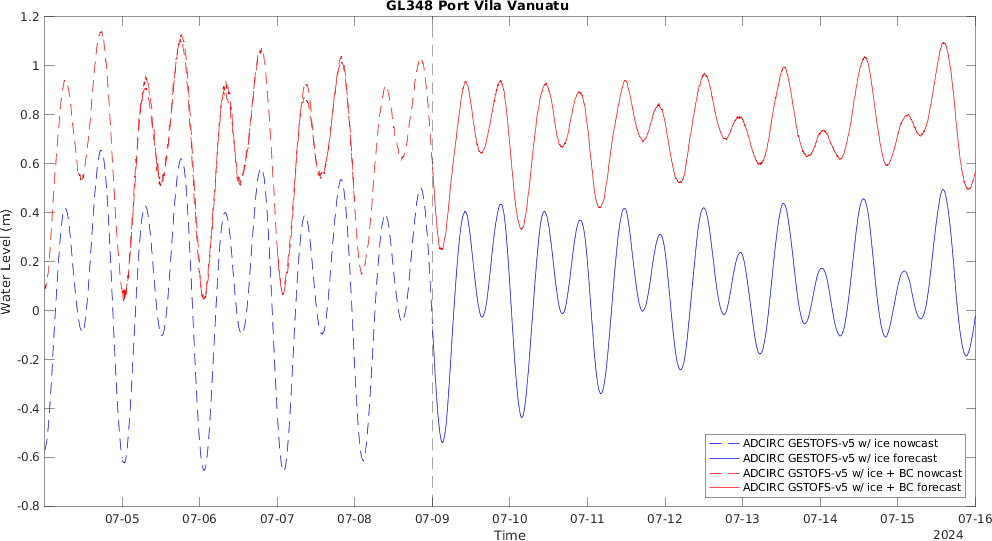 GL348 Port Vila Vanuatu
1.2
1
0.8
0.6
0.4
0.2
0
-0.2
-0.4
-0.6
-0.8
Water Level (m)
ADCIRC GESTOFS-v5 w/ ice nowcast
ADCIRC GESTOFS-v5 w/ ice forecast
ADCIRC GSTOFS-v5 w/ ice + BC nowcast
ADCIRC GSTOFS-v5 w/ ice + BC forecast
07-05 07-06 07-07 07-08 07-09 07-10 07-11 07-12 07-13 07-14 07-15 07-16
Time
2024